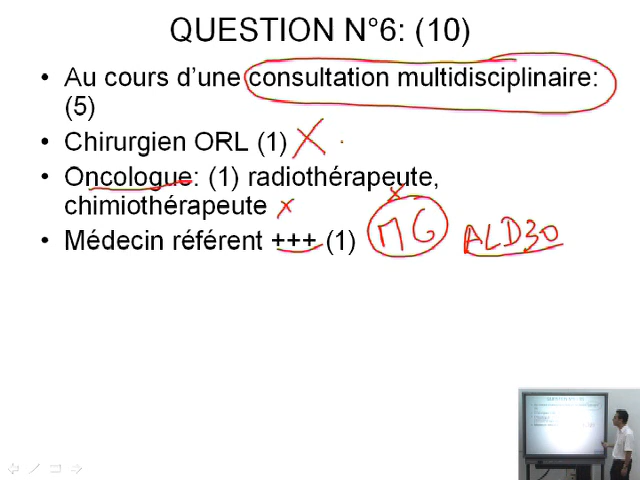 QUESTION N°6: (10)
• Au cours d'une consultation multidisciplinaire:
(5)
• Chirurgien ORL (1) X
• Oncologue: (1) radiothérapeute,
chimiothérapeute x x
• Médecin référent +++ (1) MG ALD30